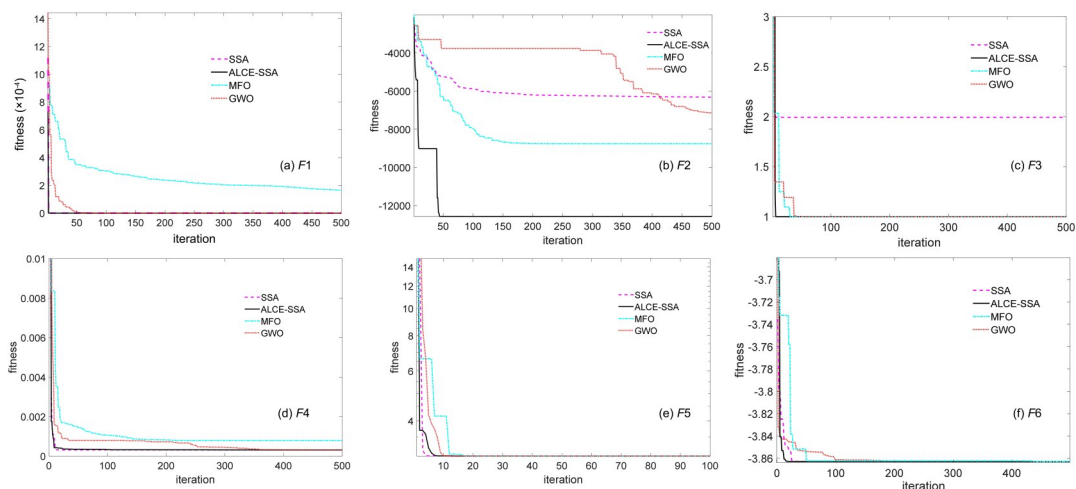 14
12
10
8
6
4
2
0
fitness (×10⁻⁴)
SSA
ALCE-SSA
MFO
GWO
(a) F1
50 100 150 200 250 300 350 400 450 500
iteration
-4000
-6000
-8000
-10000
-12000
fitness
SSA
ALCE-SSA
MFO
GWO
(b) F2
50 100 150 200 250 300 350 400 450 500
iteration
3
2.5
2
1.5
1
fitness
SSA
ALCE-SSA
MFO
GWO
(c) F3
100 200 300 400 500
iteration
0.01
0.008
0.006
0.004
0.002
0
fitness
SSA
ALCE-SSA
MFO
GWO
(d) F4
0 100 200 300 400 500
iteration
14
12
10
8
6
4
fitness
SSA
ALCE-SSA
MFO
GWO
(e) F5
10 20 30 40 50 60 70 80 90 100
iteration
-3.7
-3.72
-3.74
-3.76
-3.78
-3.8
-3.82
-3.84
-3.86
fitness
SSA
ALCE-SSA
MFO
GWO
(f) F6
0 100 200 300 400
iteration